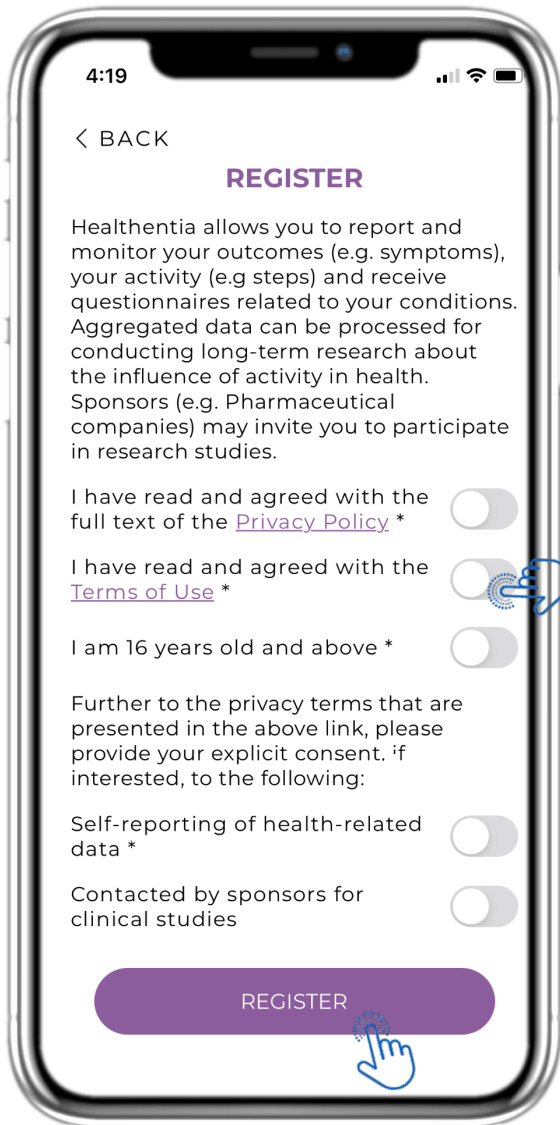 4:19
< BACK
REGISTER
Healthentia allows you to report and
monitor your outcomes (e.g. symptoms),
your activity (e.g steps) and receive
questionnaires related to your conditions.
Aggregated data can be processed for
conducting long-term research about
the influence of activity in health.
Sponsors (e.g. Pharmaceutical
companies) may invite you to participate
in research studies.
I have read and agreed with the
full text of the Privacy Policy *
I have read and agreed with the
Terms of Use *
I am 16 years old and above *
Further to the privacy terms that are
presented in the above link, please
provide your explicit consent. if
interested, to the following:
Self-reporting of health-related
data *
Contacted by sponsors for
clinical studies
REGISTER